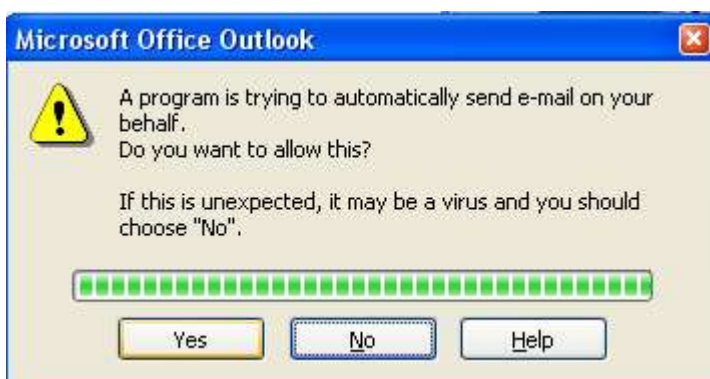 Microsoft Office Outlook
A program is trying to automatically send e-mail on your
behalf.
Do you want to allow this?
If this is unexpected, it may be a virus and you should
choose "No".
Yes No Help